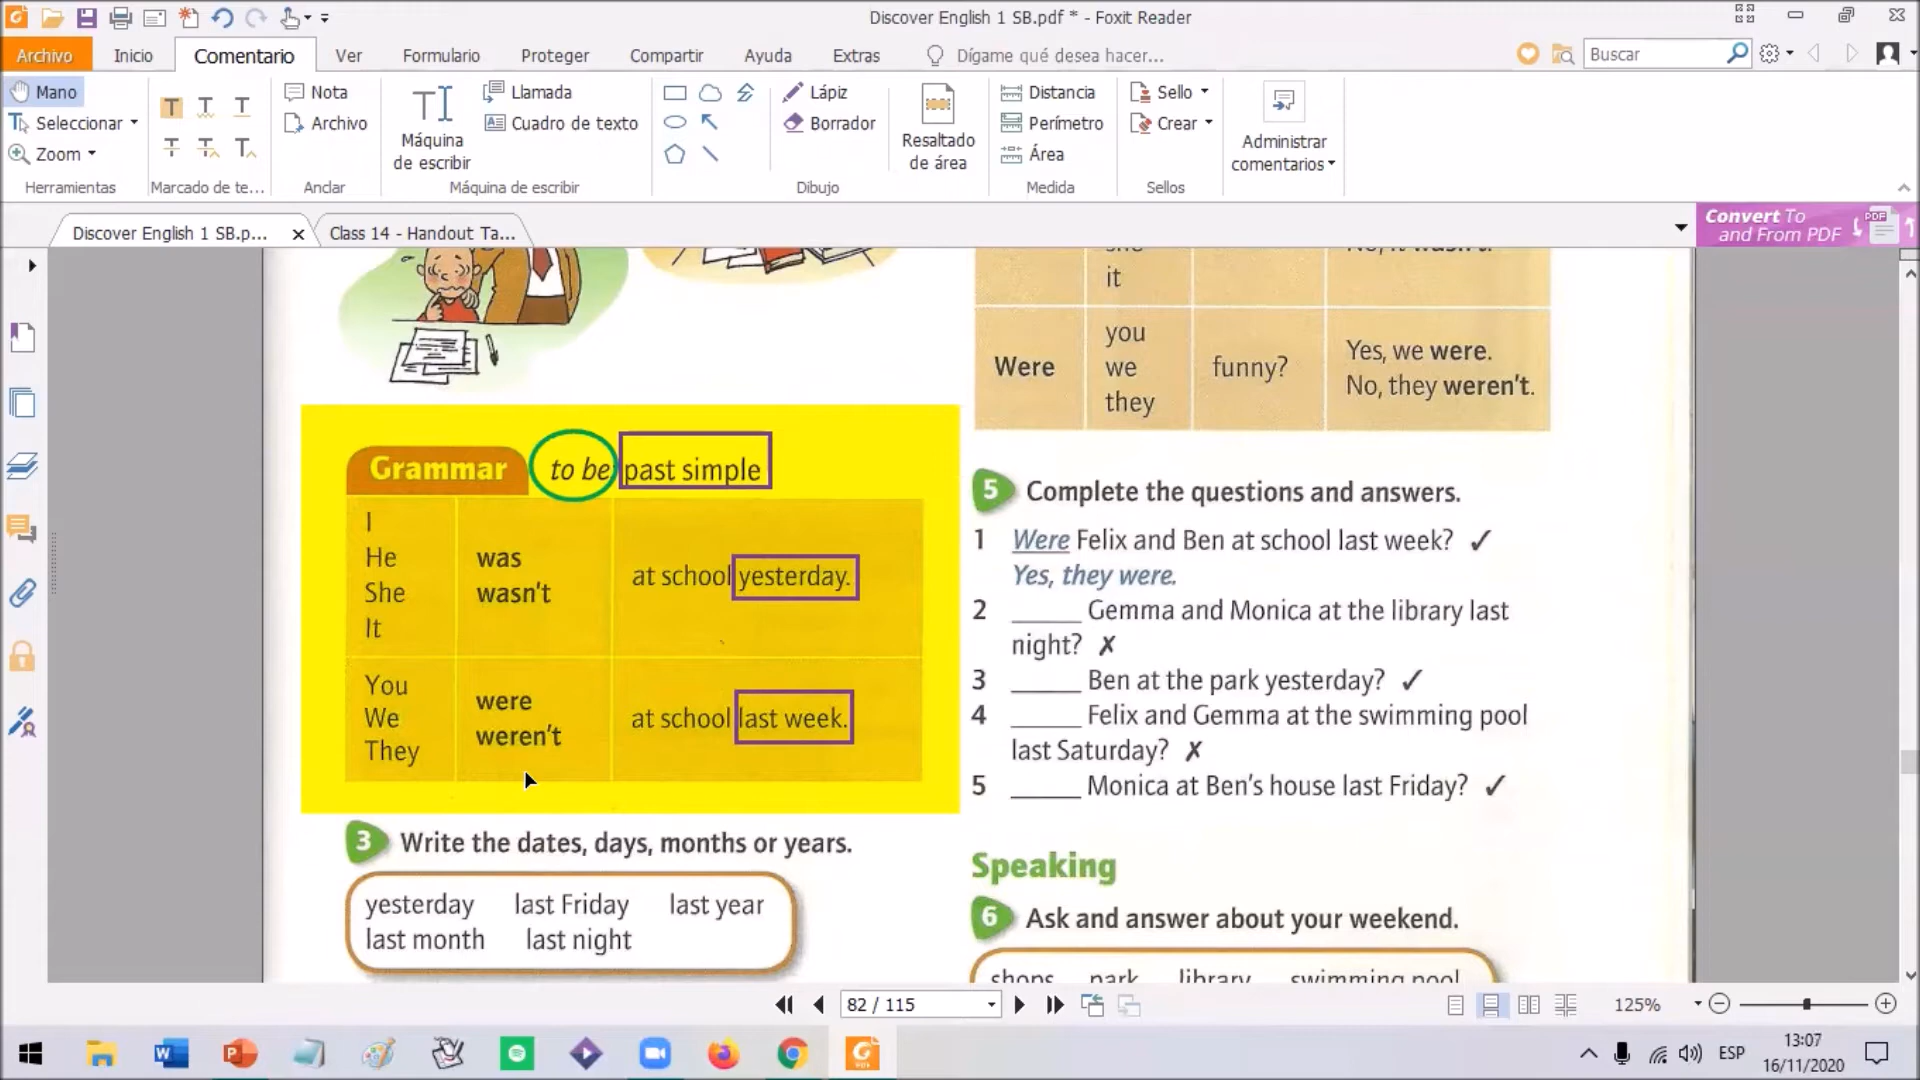 Discover English 1 SB.pdf * - Foxit Reader
Archivo Inicio Comentario Ver Formulario Proteger Compartir Ayuda Extras Dígame qué desea hacer... Buscar
Mano
Seleccionar
Zoom
Herramientas
Marcado de te...
Nota
Archivo
Anclar
Máquina
de escribir
Llamada
Cuadro de texto
Máquina de escribir
Lápiz
Borrador
Dibujo
Resaltado
de área
Distancia
Perímetro
Área
Medida
Sello
Crear
Sellos
Administrar
comentarios
Discover English 1 SB.p...
Class 14 - Handout Ta...
Convert To
and From PDF
PDF
it
Were
you
we
they
funny?
Yes, we were.
No, they weren't.
Grammar to be past simple
I
He
She
It
was
wasn't
at school yesterday.
You
We
They
were
weren't
at school last week.
3 Write the dates, days, months or years.
yesterday last Friday last year
last month last night
5 Complete the questions and answers.
1 Were Felix and Ben at school last week? ✓
Yes, they were.
2 _____ Gemma and Monica at the library last
night? ✗
3 _____ Ben at the park yesterday? ✓
4 _____ Felix and Gemma at the swimming pool
last Saturday? ✗
5 _____ Monica at Ben's house last Friday? ✓
Speaking
6 Ask and answer about your weekend.
shops park library swimming pool
82 / 115
125%
ESP
13:07
16/11/2020